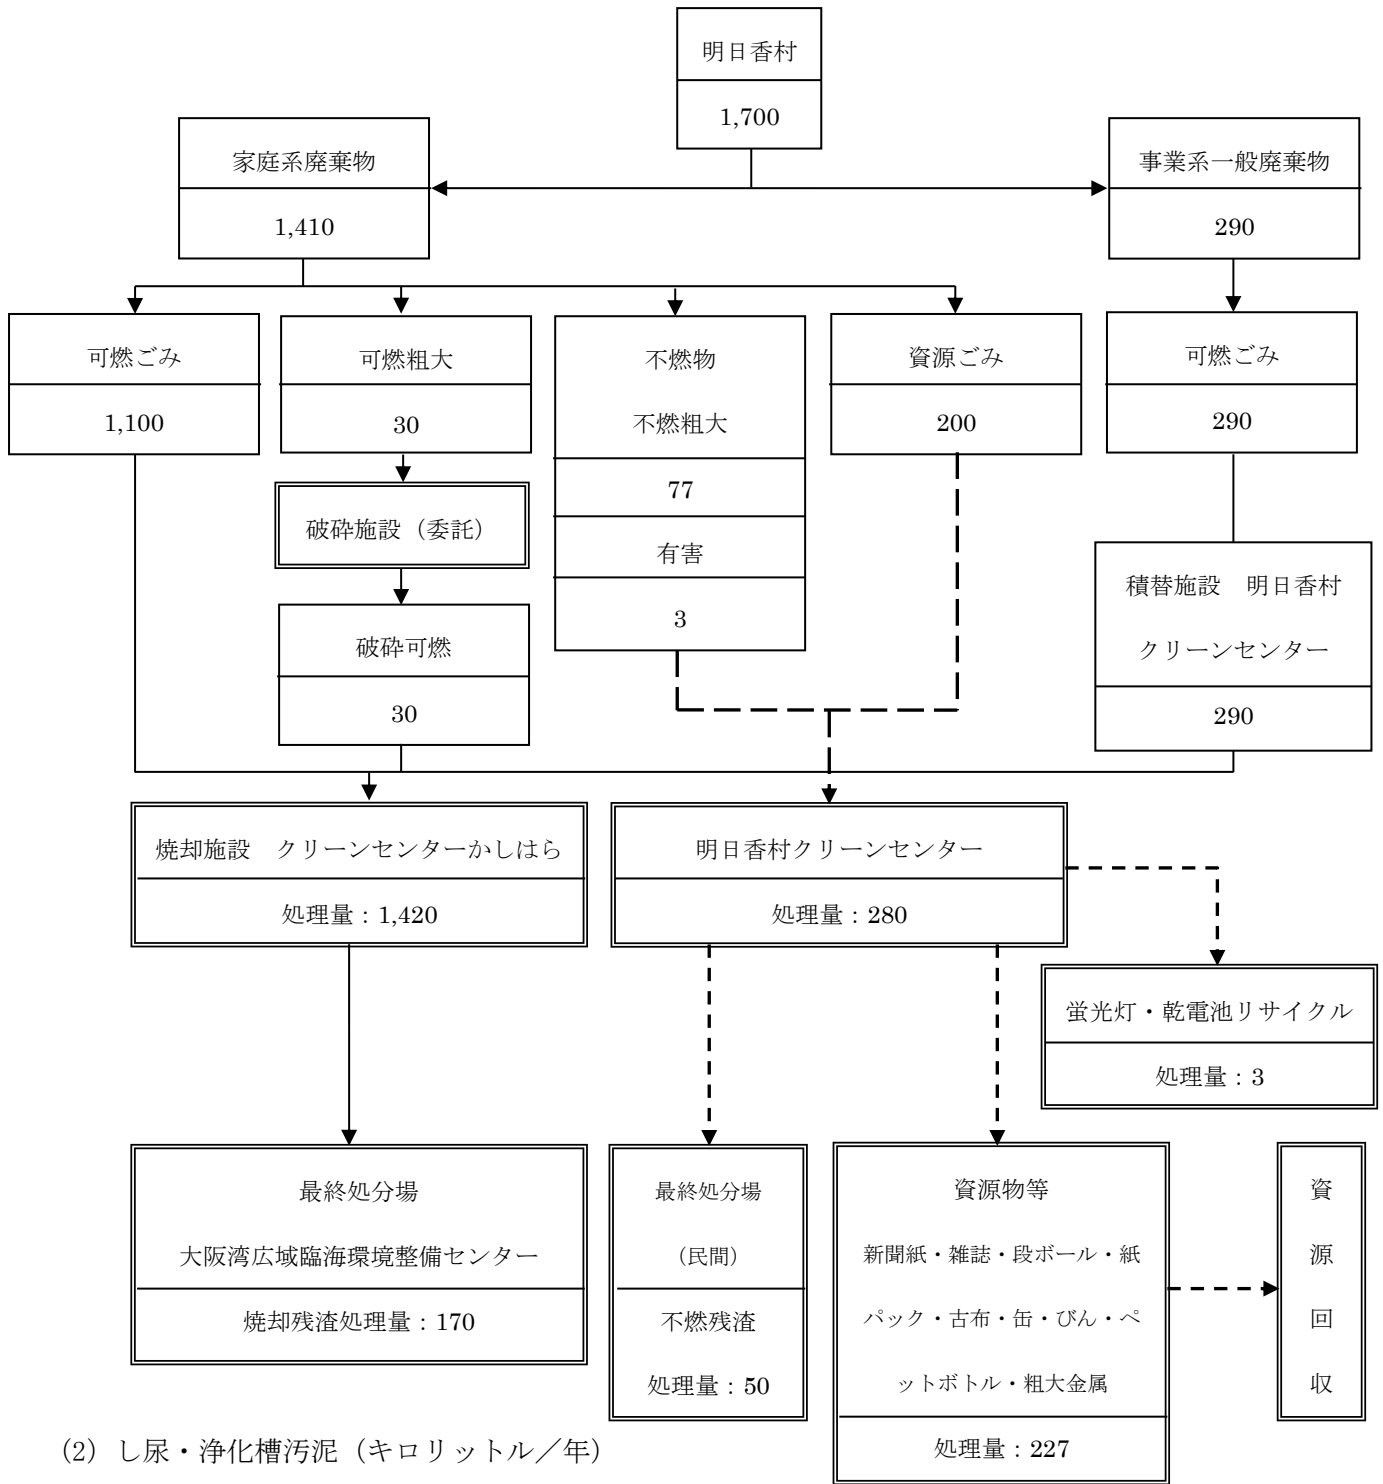 明日香村
1,700
家庭系廃棄物
1,410
事業系一般廃棄物
290
可燃ごみ
1,100
可燃粗大
30
不燃物
不燃粗大
77
有害
3
資源ごみ
200
可燃ごみ
290
破砕施設（委託）
破砕可燃
30
積替施設　明日香村
クリーンセンター
290
焼却施設　クリーンセンターかしはら
処理量：1,420
明日香村クリーンセンター
処理量：280
蛍光灯・乾電池リサイクル
処理量：3
最終処分場
大阪湾広域臨海環境整備センター
焼却残渣処理量：170
最終処分場
（民間）
不燃残渣
処理量：50
資源物等
新聞紙・雑誌・段ボール・紙
パック・古布・缶・びん・ペ
ットボトル・粗大金属
処理量：227
資
源
回
収
（2）し尿・浄化槽汚泥（キロリットル／年）